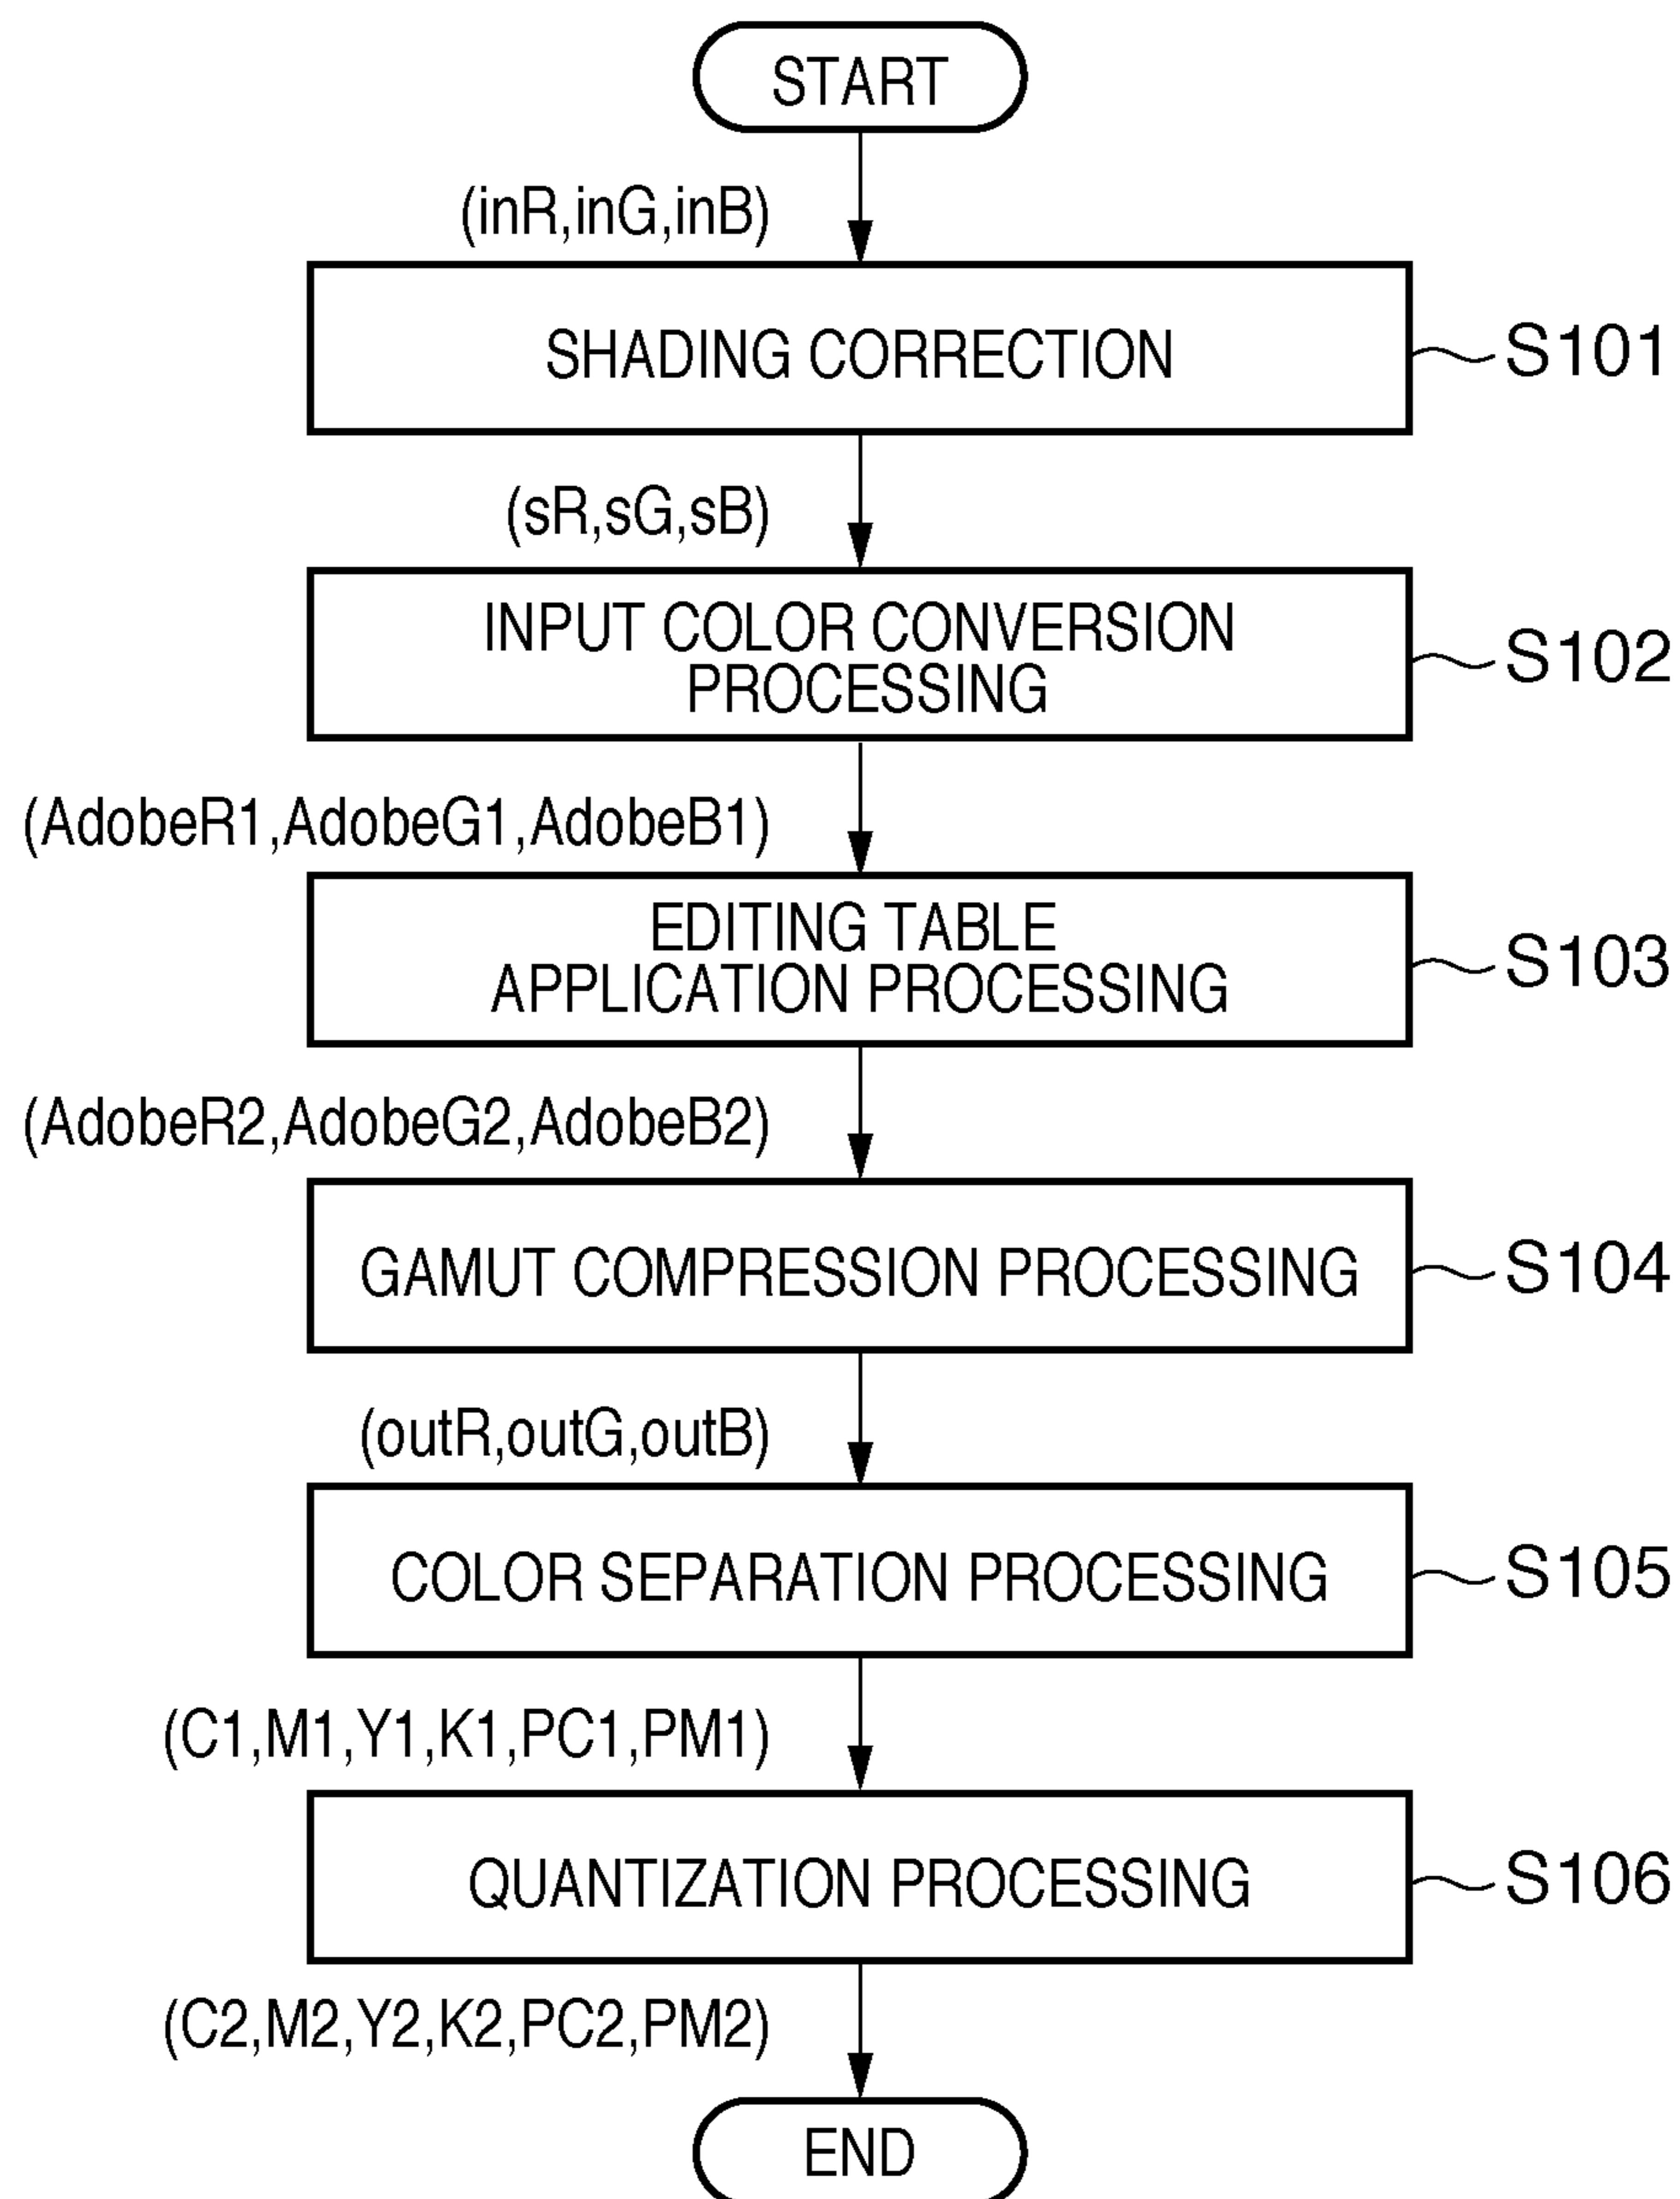 START
(inR,inG,inB)
SHADING CORRECTION
S101
(sR,sG,sB)
INPUT COLOR CONVERSION
PROCESSING
S102
(AdobeR1,AdobeG1,AdobeB1)
EDITING TABLE
APPLICATION PROCESSING
S103
(AdobeR2,AdobeG2,AdobeB2)
GAMUT COMPRESSION PROCESSING
S104
(outR,outG,outB)
COLOR SEPARATION PROCESSING
S105
(C1,M1,Y1,K1,PC1,PM1)
QUANTIZATION PROCESSING
S106
(C2,M2,Y2,K2,PC2,PM2)
END